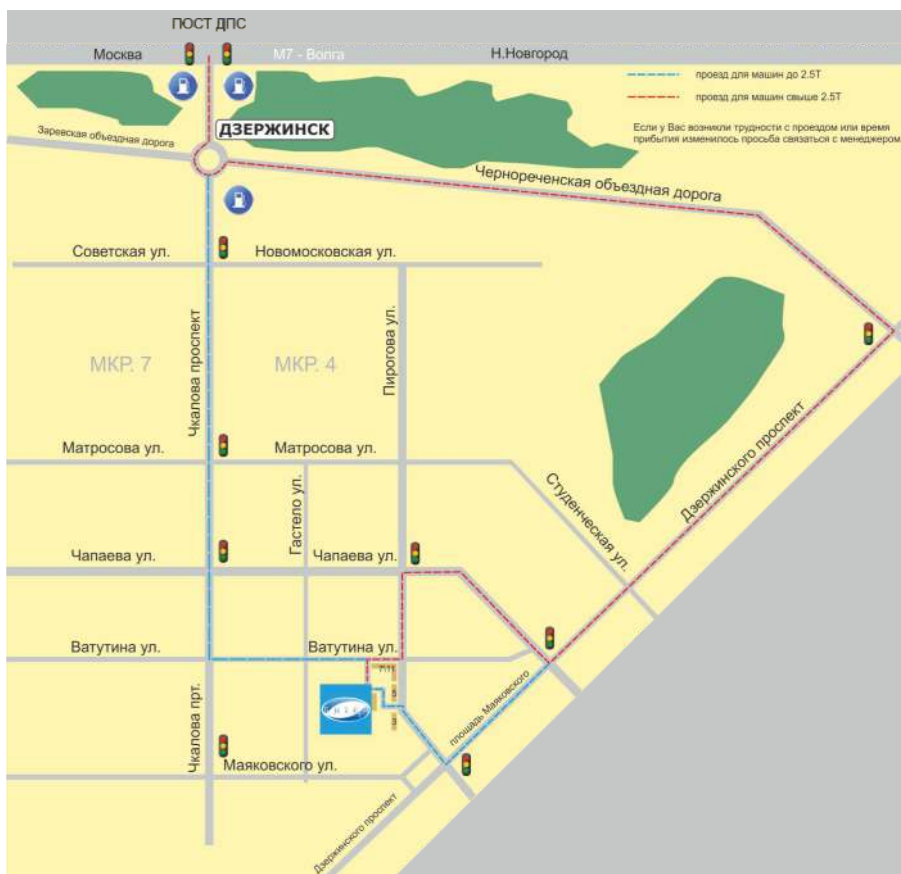 ПОСТ ДПС
Москва
М7 - Волга
Н.Новгород
проезд для машин до 2.5Т
проезд для машин свыше 2.5Т
Заревская объездная дорога
ДЗЕРЖИНСК
Если у Вас возникли трудности с проездом или время
прибытия изменилось просьба связаться с менеджером
Чернореченская объездная дорога
Советская ул.
Новомосковская ул.
Чкалова проспект
Пирогова ул.
МКР. 7
МКР. 4
Матросова ул.
Матросова ул.
Гастело ул.
Студенческая ул.
Дзержинского проспект
Чапаева ул.
Чапаева ул.
Ватутина ул.
Ватутина ул.
площадь Маяковского
Чкалова прт.
Маяковского ул.
Дзержинского проспект